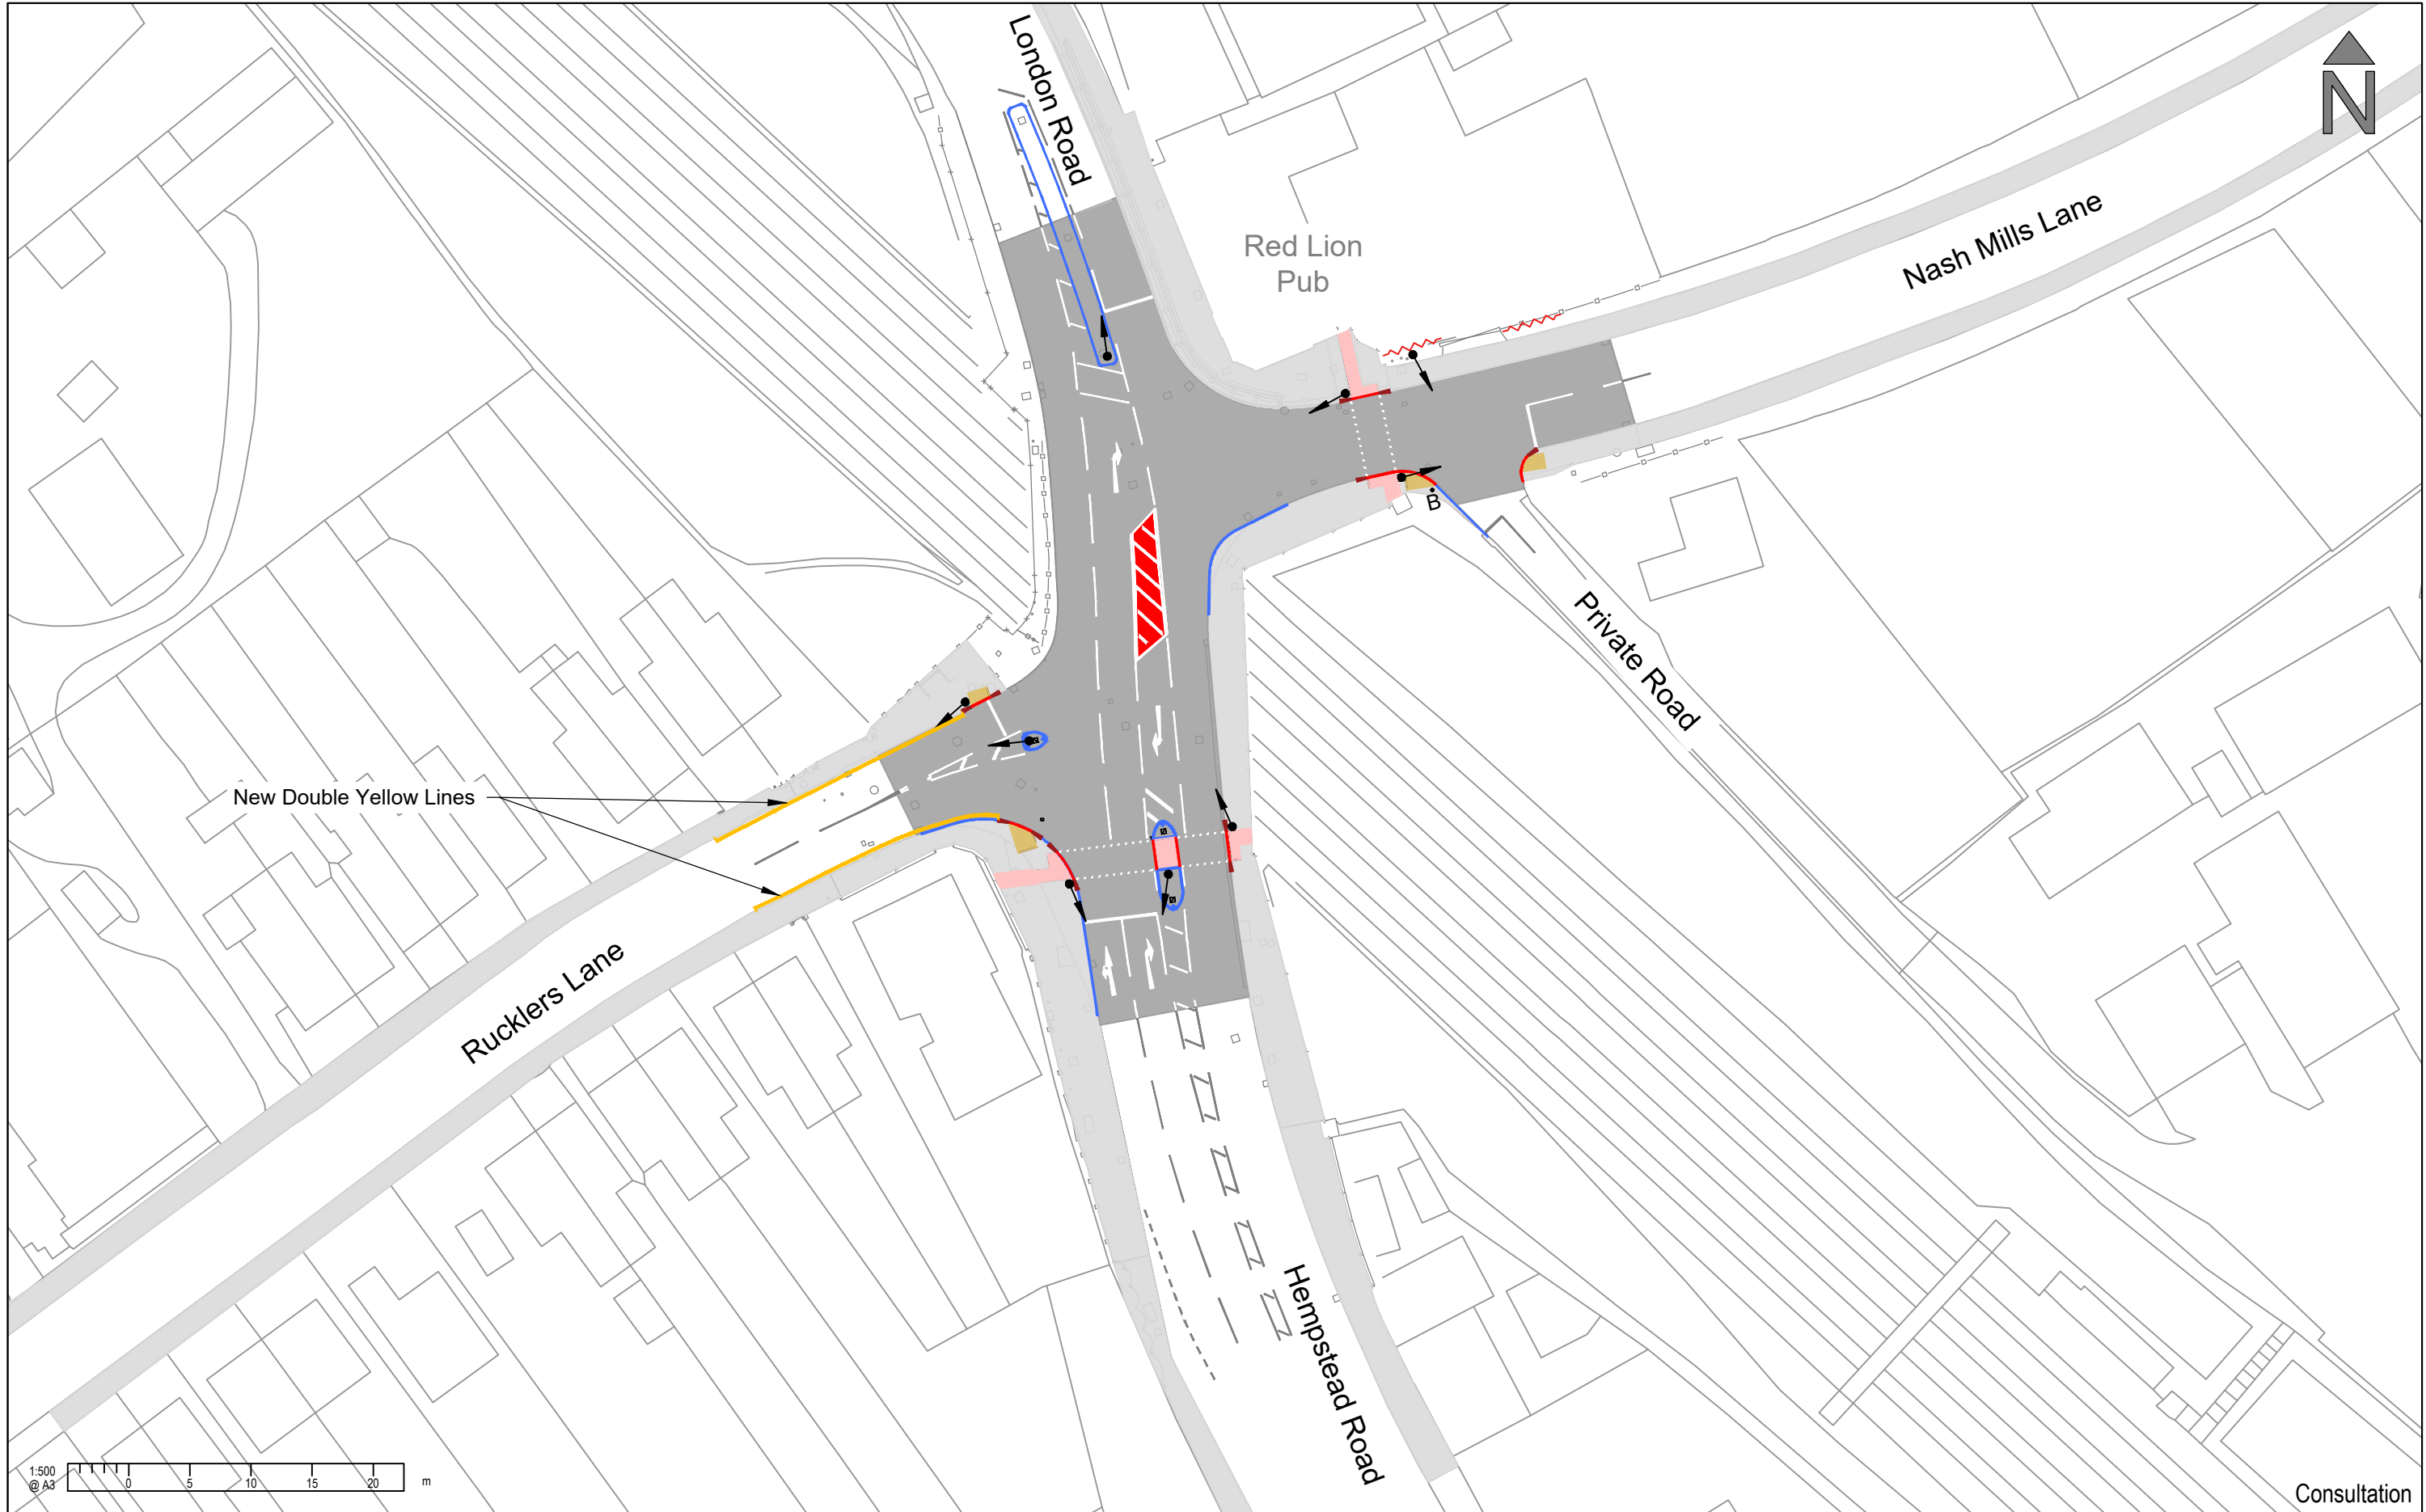 London Road
N
Red Lion
Pub
Nash Mills Lane
B
Private Road
New Double Yellow Lines
Rucklers Lane
Hempstead Road
1:500
@ A3
0 5 10 15 20 m
Consultation